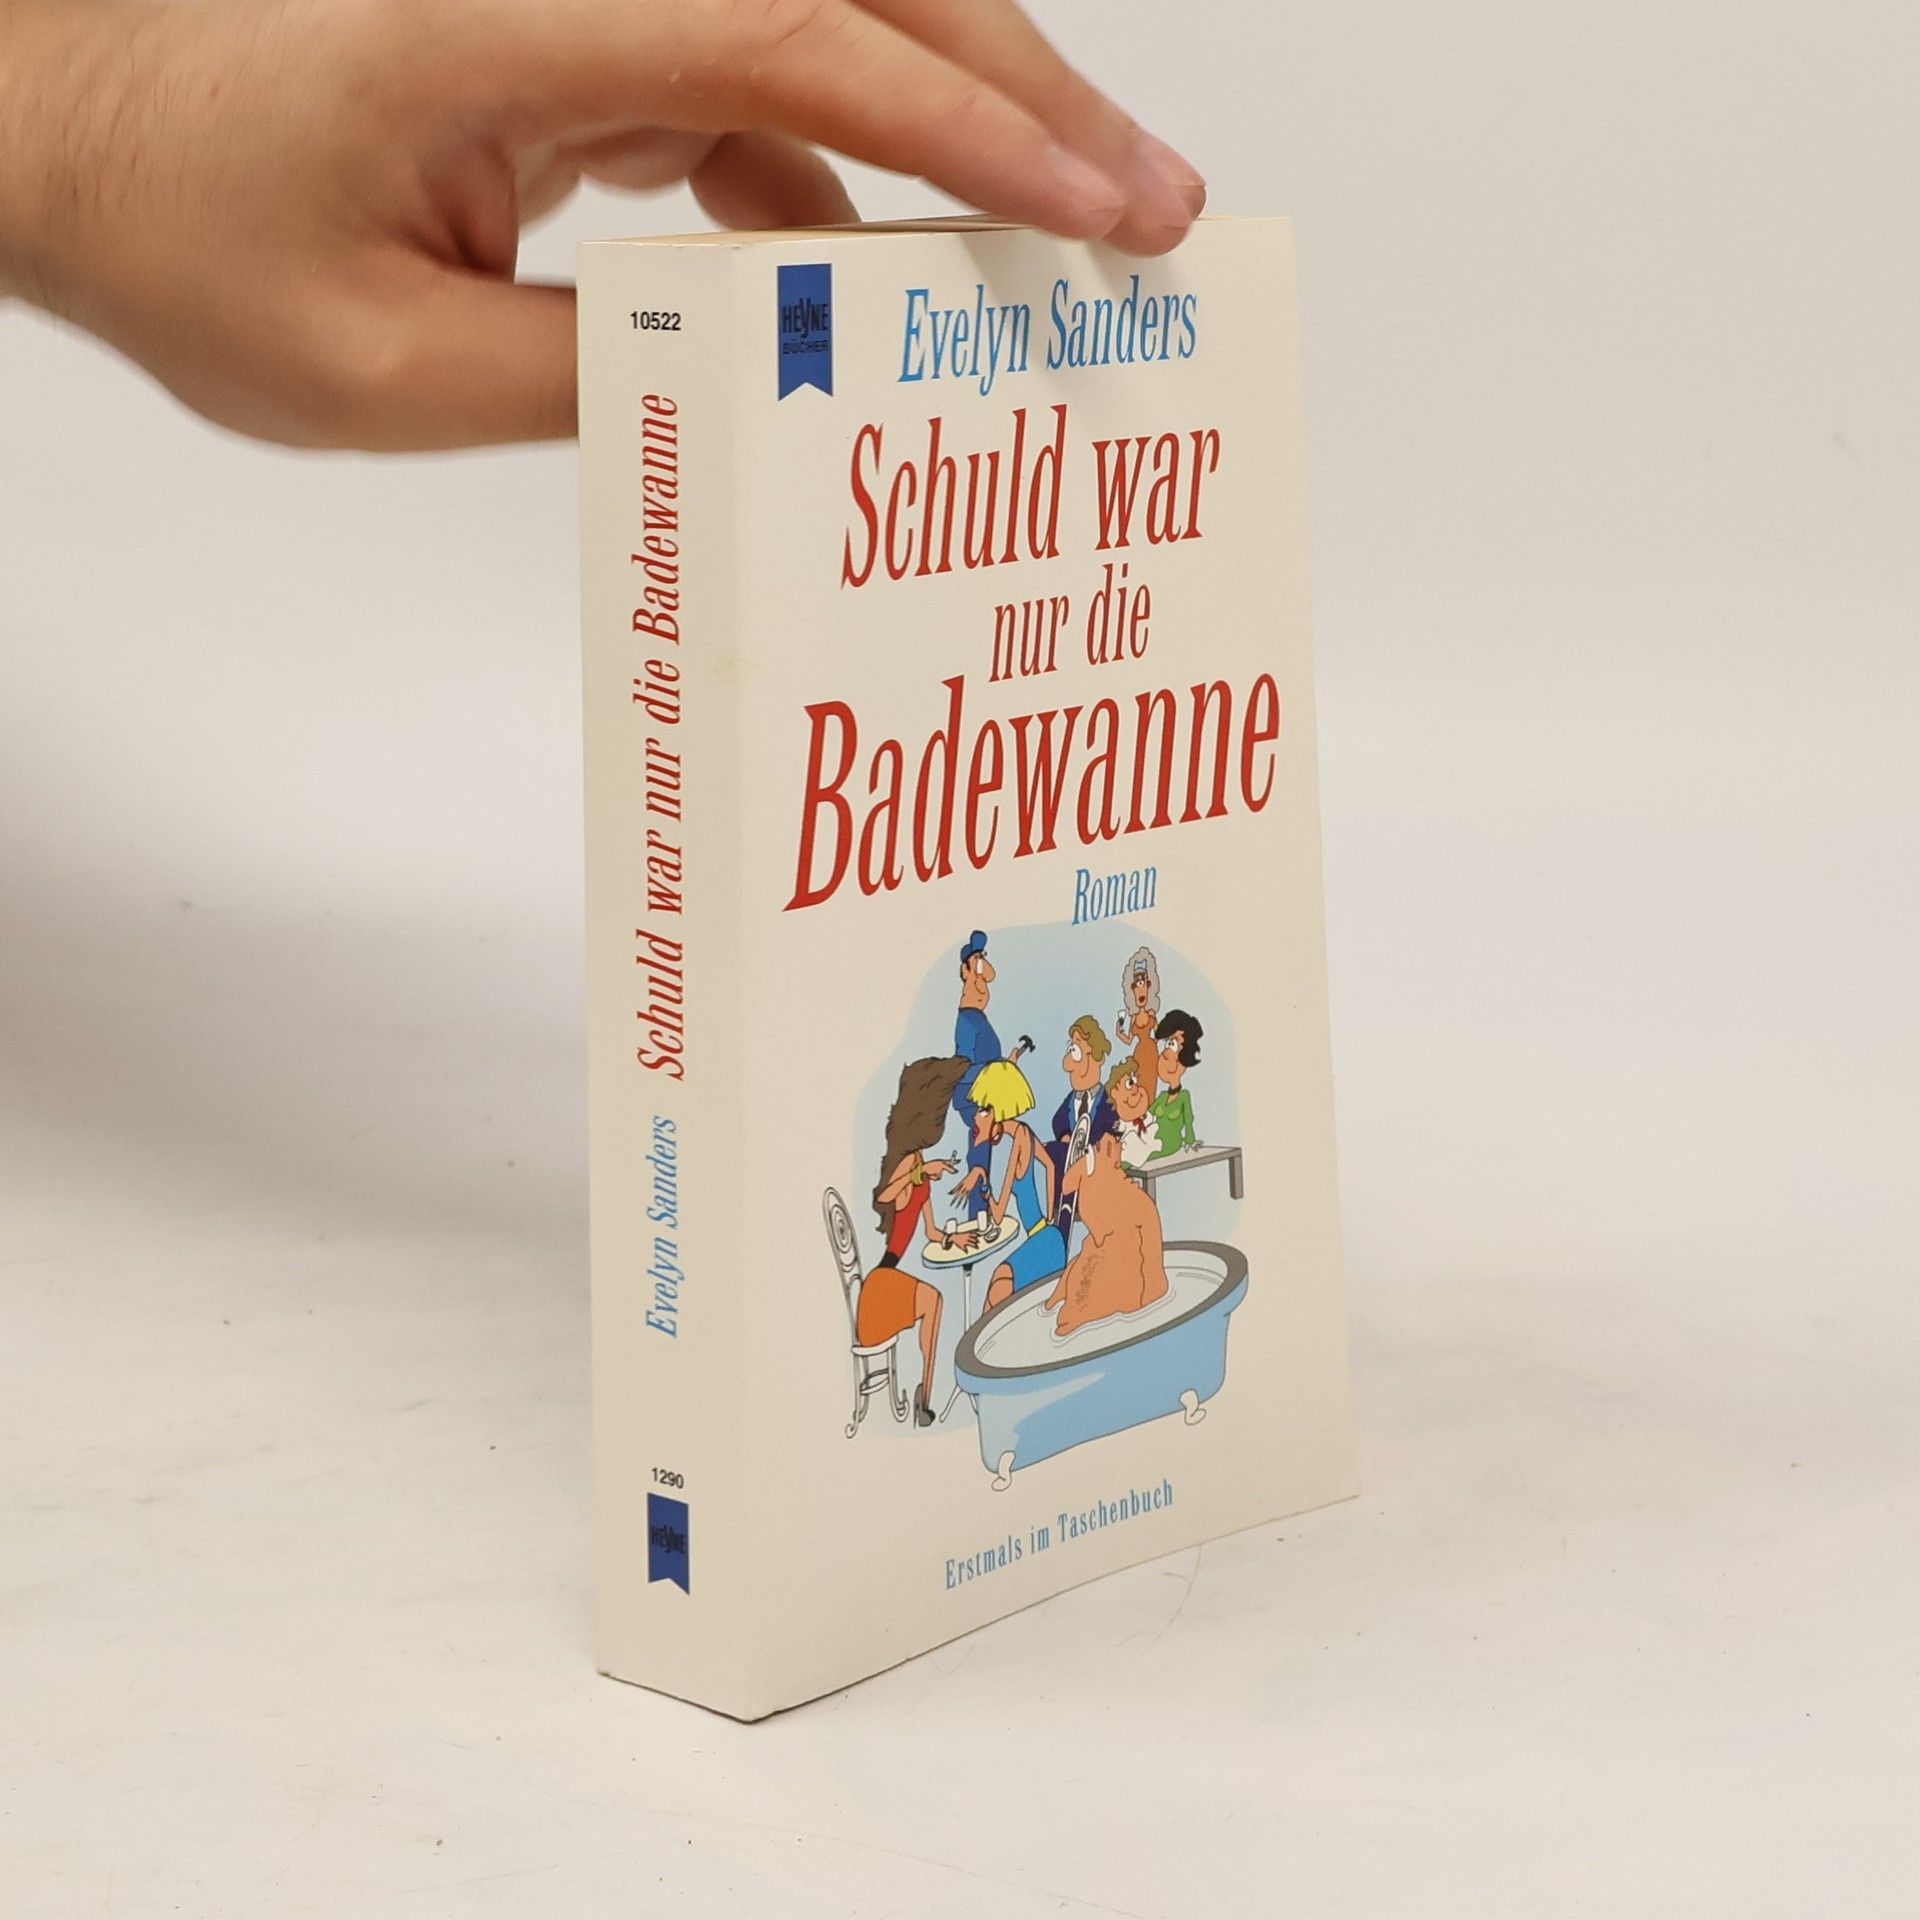 10522
Schuld war nur die Badewanne
Evelyn Sanders
1290
HEYNE
HEYNE
BÜCHER
Evelyn Sanders
Schuld war
nur die
Badewanne
Roman
Erstmals im Taschenbuch